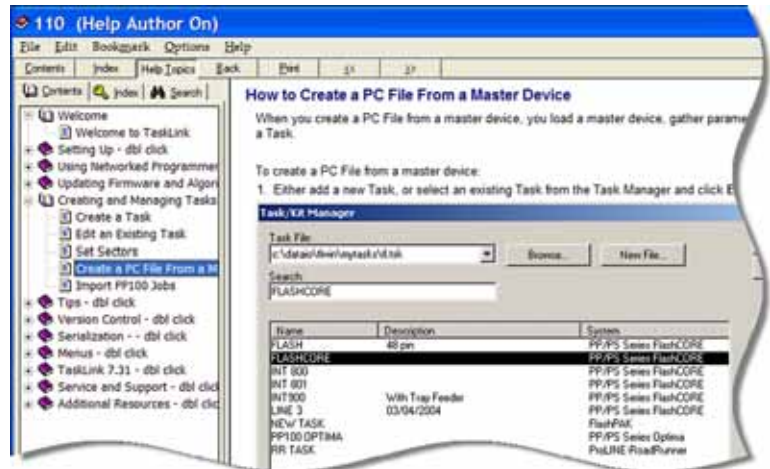 110 (Help Author On)
File Edit Bookmark Options Help
Contents Index Help Topics Back Print << >>
Contents Index Search
Welcome
Welcome to TaskLink
Setting Up - dbl click
Using Networked Programmer
Updating Firmware and Algori
Creating and Managing Tasks
Create a Task
Edit an Existing Task
Set Sectors
Create a PC File From a M
Import PP100 Jobs
Tips - dbl click
Version Control - dbl click
Serialization - - dbl click
Menus - dbl click
TaskLink 7.31 - dbl click
Service and Support - dbl clic
Additional Resources - dbl clic
How to Create a PC File From a Master Device
When you create a PC File from a master device, you load a master device, gather parame
a Task.
To create a PC File from a master device:
1. Either add a new Task, or select an existing Task from the Task Manager and click E
Task/Kit Manager
Task File:
Browse... New File...
Search:
FLASHCORE
Name Description System
FLASH 48 pin PP/PS Series FlashCORE
FLASHCORE PP/PS Series FlashCORE
INT 800 PP/PS Series FlashCORE
INT 801 PP/PS Series FlashCORE
INT900 With Tray Feeder PP/PS Series FlashCORE
LINE 3 03/04/2004 PP/PS Series FlashCORE
NEW TASK FlashPAK
PP100 OPTIMA PP/PS Series Optima
RR TASK ProLINE-RoadRunner